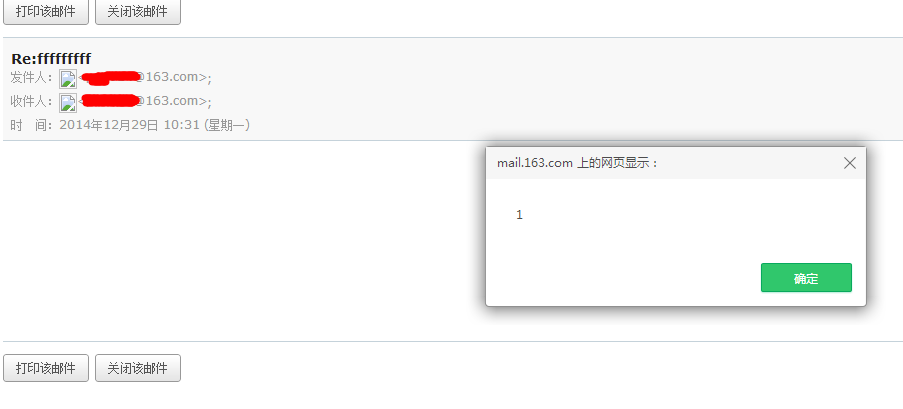 打印该邮件 关闭该邮件
Re:fffffffff
发件人： < @163.com>;
收件人： < @163.com>;
时 间：2014年12月29日 10:31 (星期一)
mail.163.com 上的网页显示：
1
确定
打印该邮件 关闭该邮件